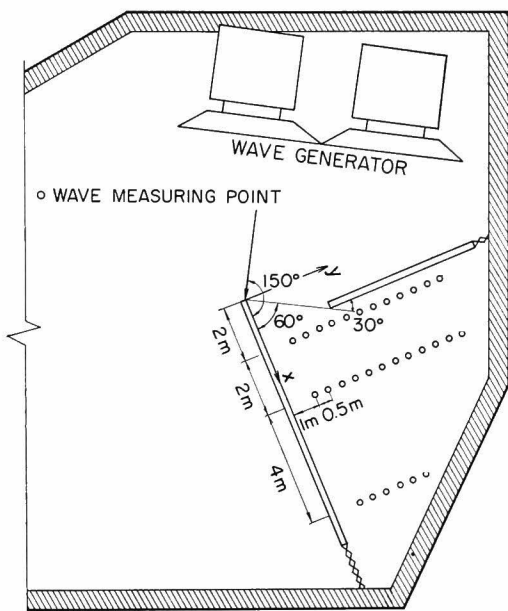 WAVE GENERATOR
WAVE MEASURING POINT
150°
y
60°
30°
2m
x
2m
1m 0.5m
4m